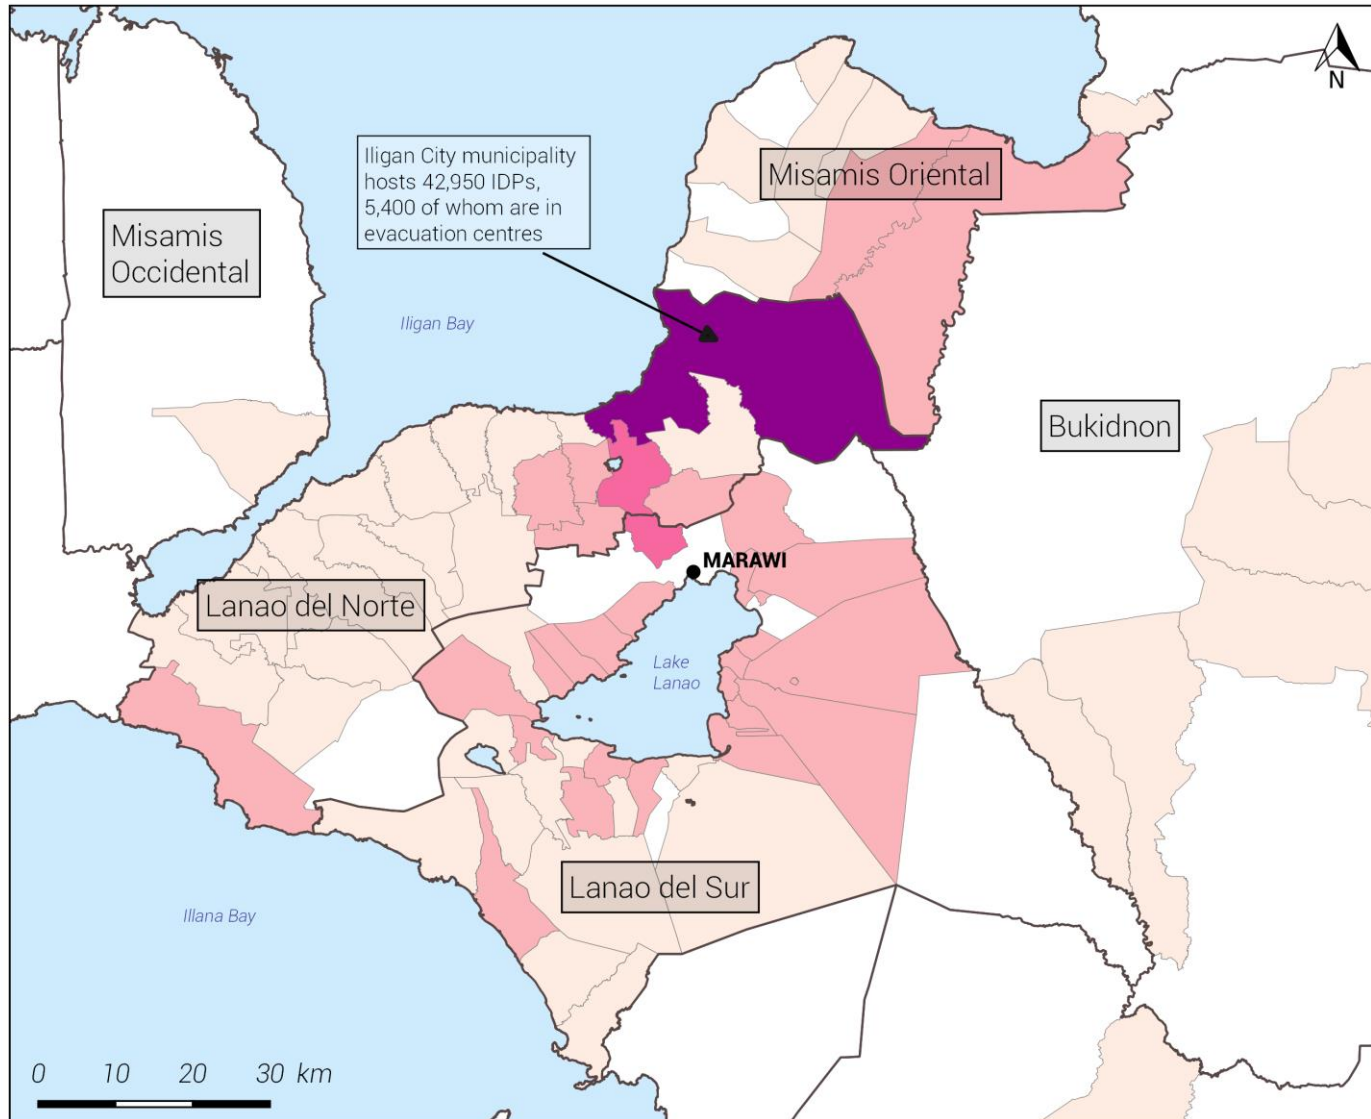 N
Iligan City municipality
hosts 42,950 IDPs,
5,400 of whom are in
evacuation centres
Misamis Oriental
Misamis
Occidental
Iligan Bay
Bukidnon
MARAWI
Lanao del Norte
Lake
Lanao
Lanao del Sur
Illana Bay
0 10 20 30 km